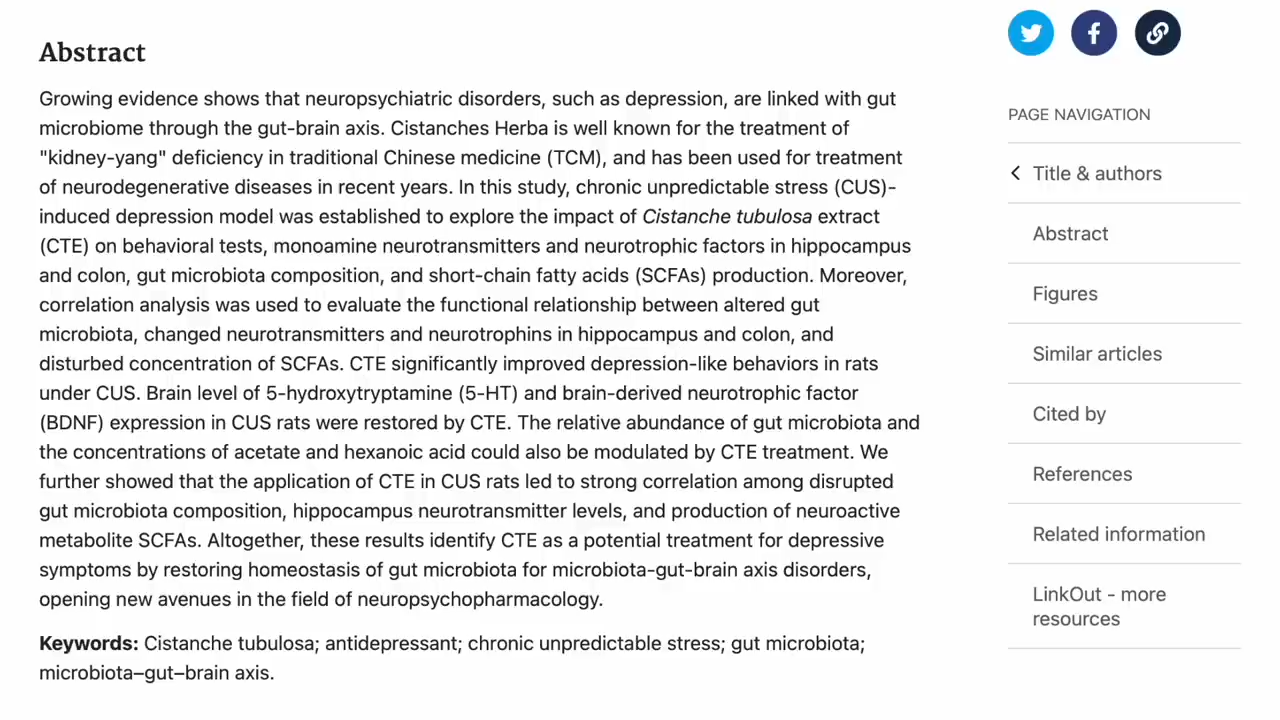 Abstract
Growing evidence shows that neuropsychiatric disorders, such as depression, are linked with gut
microbiome through the gut-brain axis. Cistanches Herba is well known for the treatment of
"kidney-yang" deficiency in traditional Chinese medicine (TCM), and has been used for treatment
of neurodegenerative diseases in recent years. In this study, chronic unpredictable stress (CUS)-
induced depression model was established to explore the impact of Cistanche tubulosa extract
(CTE) on behavioral tests, monoamine neurotransmitters and neurotrophic factors in hippocampus
and colon, gut microbiota composition, and short-chain fatty acids (SCFAs) production. Moreover,
correlation analysis was used to evaluate the functional relationship between altered gut
microbiota, changed neurotransmitters and neurotrophins in hippocampus and colon, and
disturbed concentration of SCFAs. CTE significantly improved depression-like behaviors in rats
under CUS. Brain level of 5-hydroxytryptamine (5-HT) and brain-derived neurotrophic factor
(BDNF) expression in CUS rats were restored by CTE. The relative abundance of gut microbiota and
the concentrations of acetate and hexanoic acid could also be modulated by CTE treatment. We
further showed that the application of CTE in CUS rats led to strong correlation among disrupted
gut microbiota composition, hippocampus neurotransmitter levels, and production of neuroactive
metabolite SCFAs. Altogether, these results identify CTE as a potential treatment for depressive
symptoms by restoring homeostasis of gut microbiota for microbiota-gut-brain axis disorders,
opening new avenues in the field of neuropsychopharmacology.
Keywords: Cistanche tubulosa; antidepressant; chronic unpredictable stress; gut microbiota;
microbiota–gut–brain axis.
PAGE NAVIGATION
Title & authors
Abstract
Figures
Similar articles
Cited by
References
Related information
LinkOut - more
resources